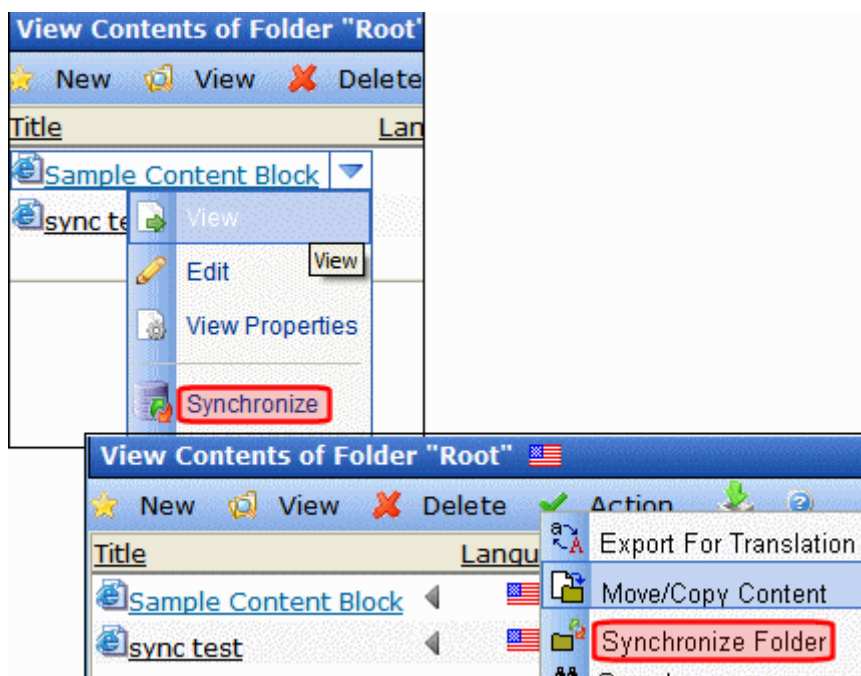 View Contents of Folder "Root"
New View Delete
Title Lan
Sample Content Block
sync te
View
View
Edit
View Properties
Synchronize
View Contents of Folder "Root"
New View Delete Action
Title Langu
Export For Translation
Sample Content Block
Move/Copy Content
sync test
Synchronize Folder